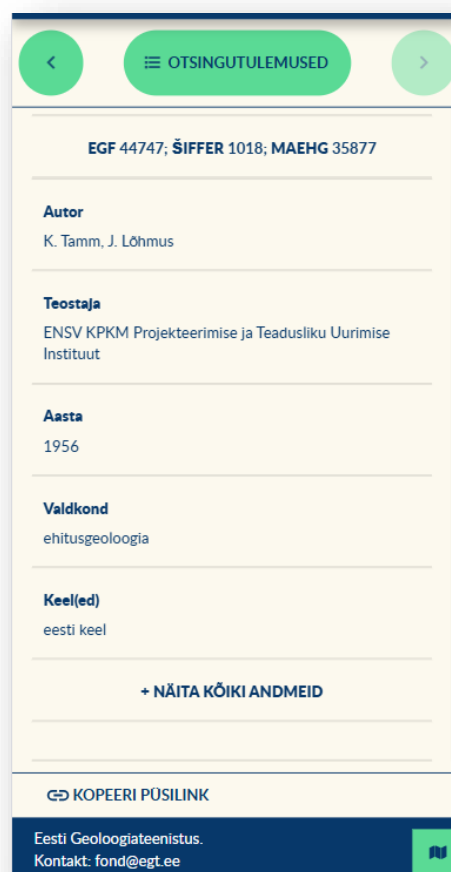 OTSINGUTULEMUSED
EGF 44747; ŠIFFER 1018; MAEHG 35877
Autor
K. Tamm, J. Lõhmus
Teostaja
ENSV KPKM Projekteerimise ja Teadusliku Uurimise
Instituut
Aasta
1956
Valdkond
ehitusgeoloogia
Keel(ed)
eesti keel
+ NÄITA KÕIKI ANDMEID
KOPEERI PÜSILINK
Eesti Geoloogiateenistus.
Kontakt: fond@egt.ee